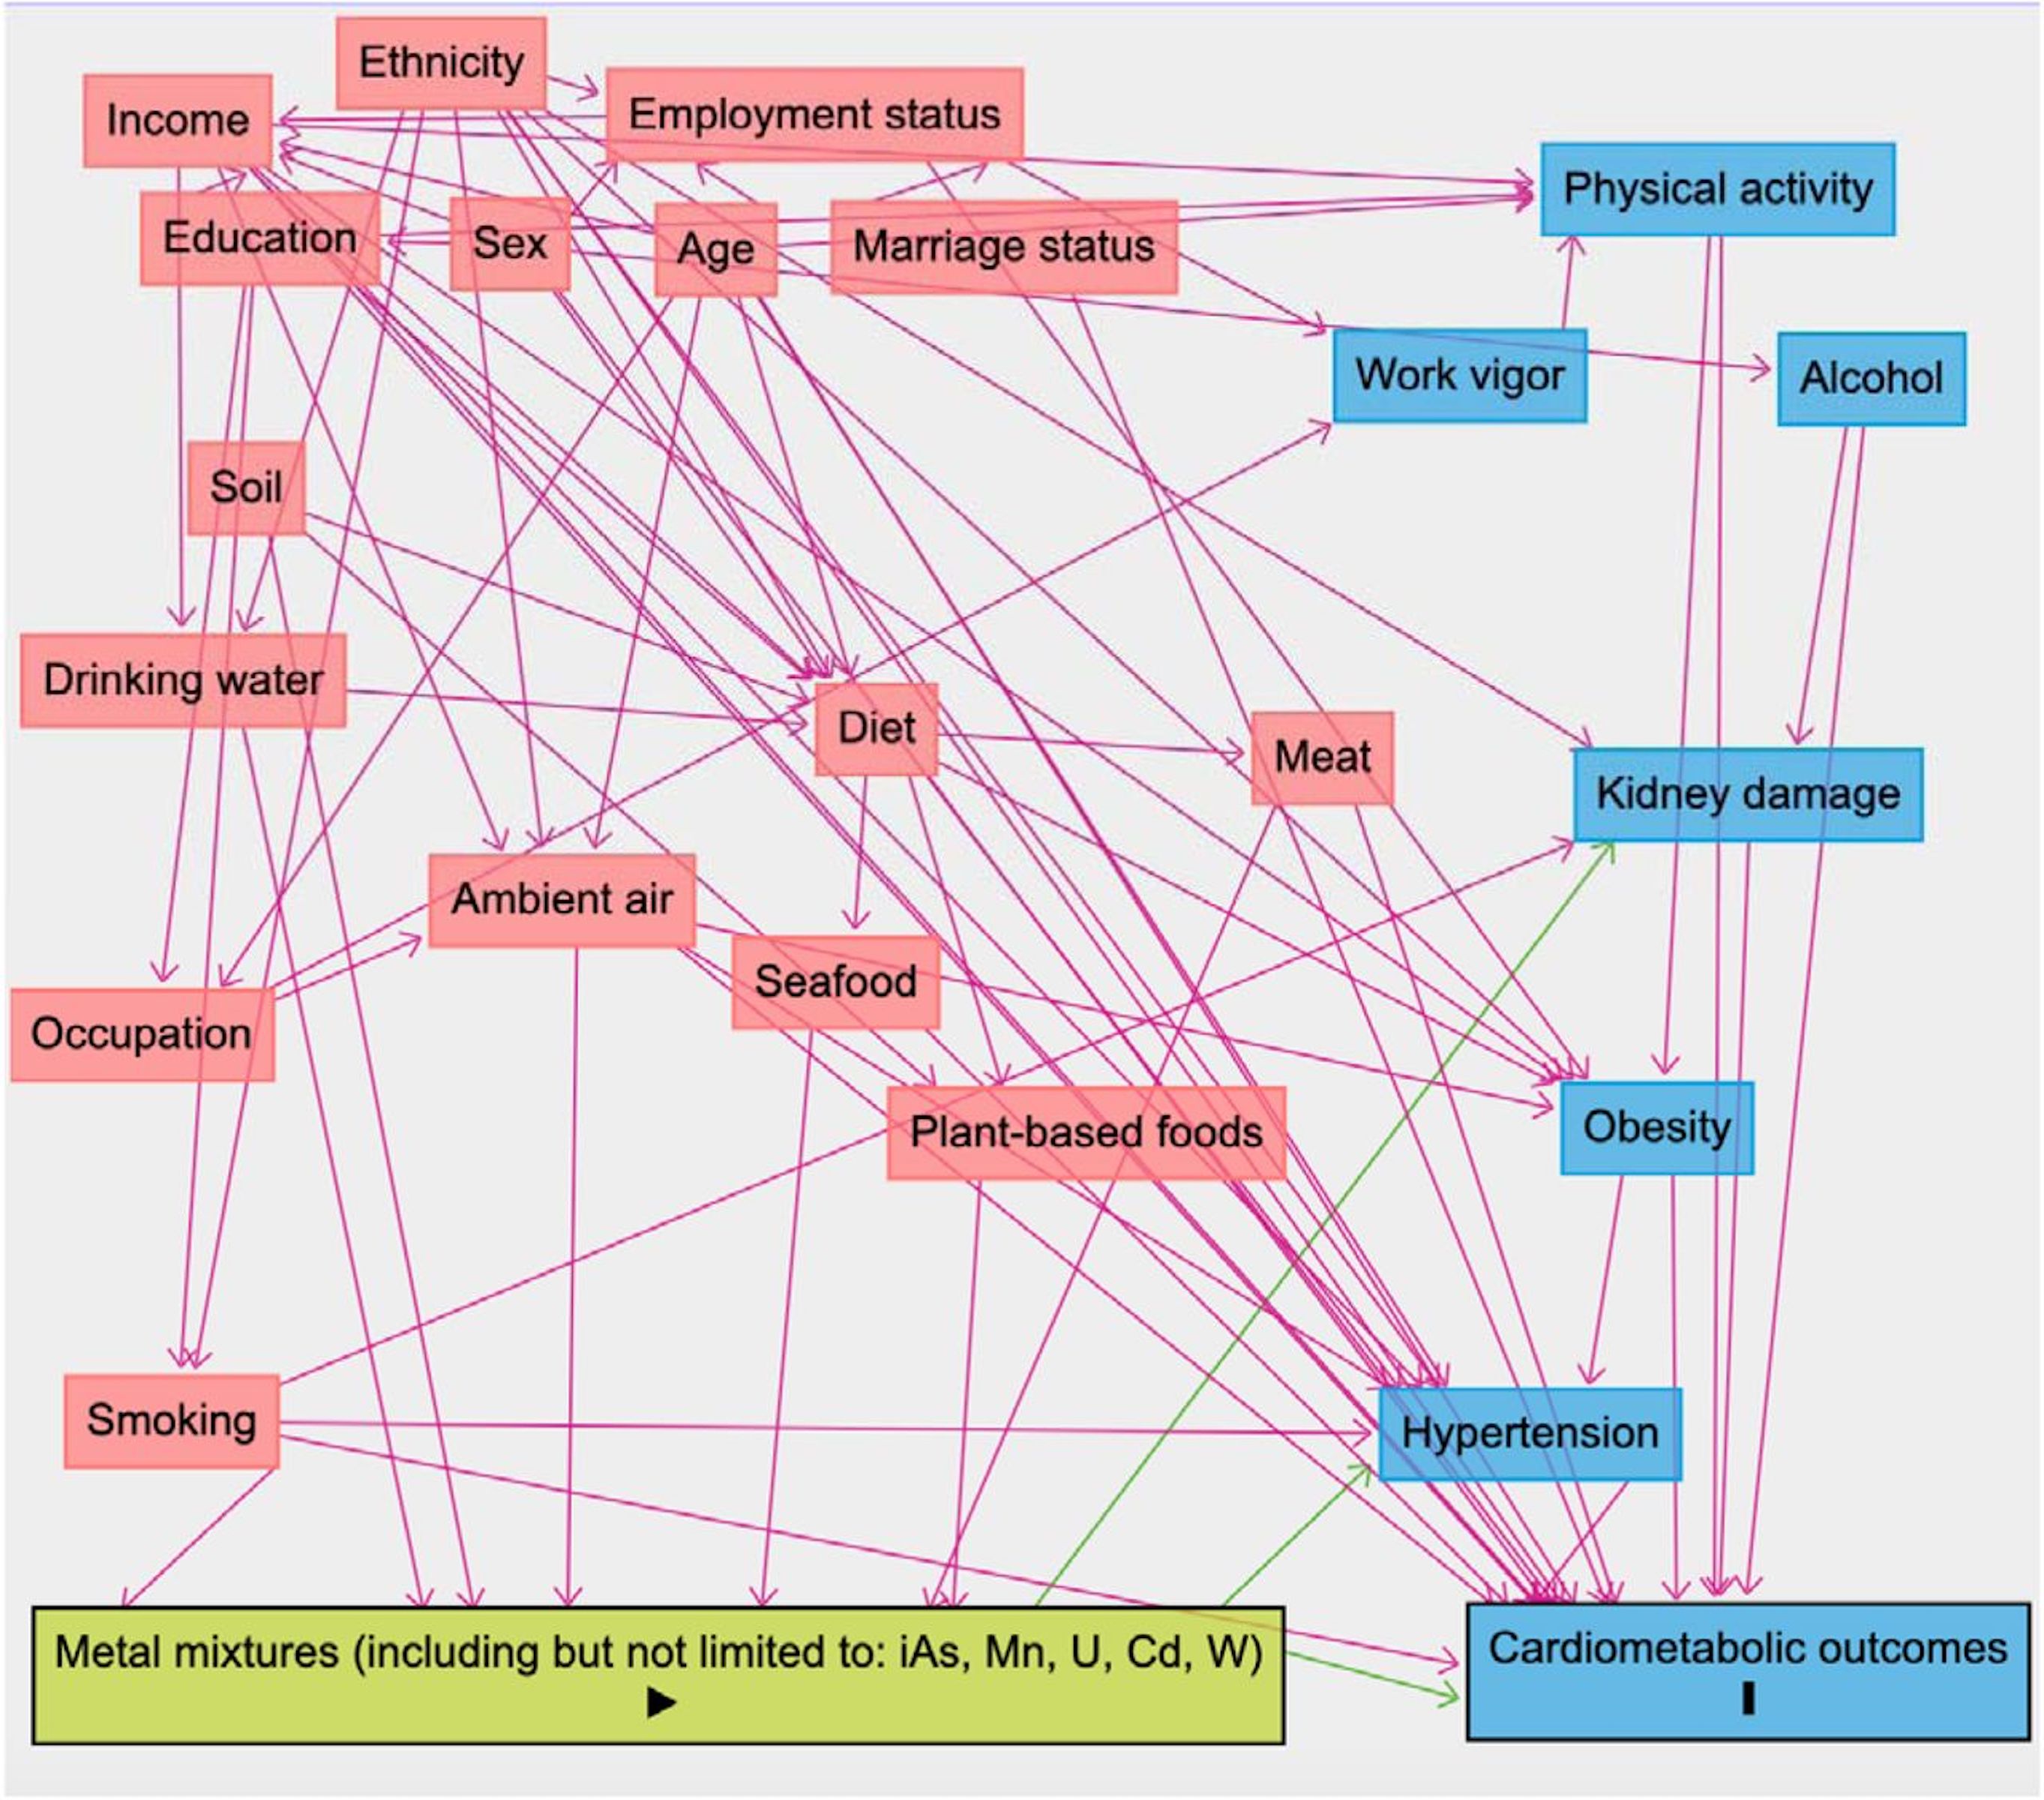 Ethnicity
Income
Employment status
Physical activity
Education
Sex
Age
Marriage status
Work vigor
Alcohol
Soil
Drinking water
Diet
Meat
Kidney damage
Ambient air
Seafood
Occupation
Plant-based foods
Obesity
Smoking
Hypertension
Metal mixtures (including but not limited to: iAs, Mn, U, Cd, W)
Cardiometabolic outcomes